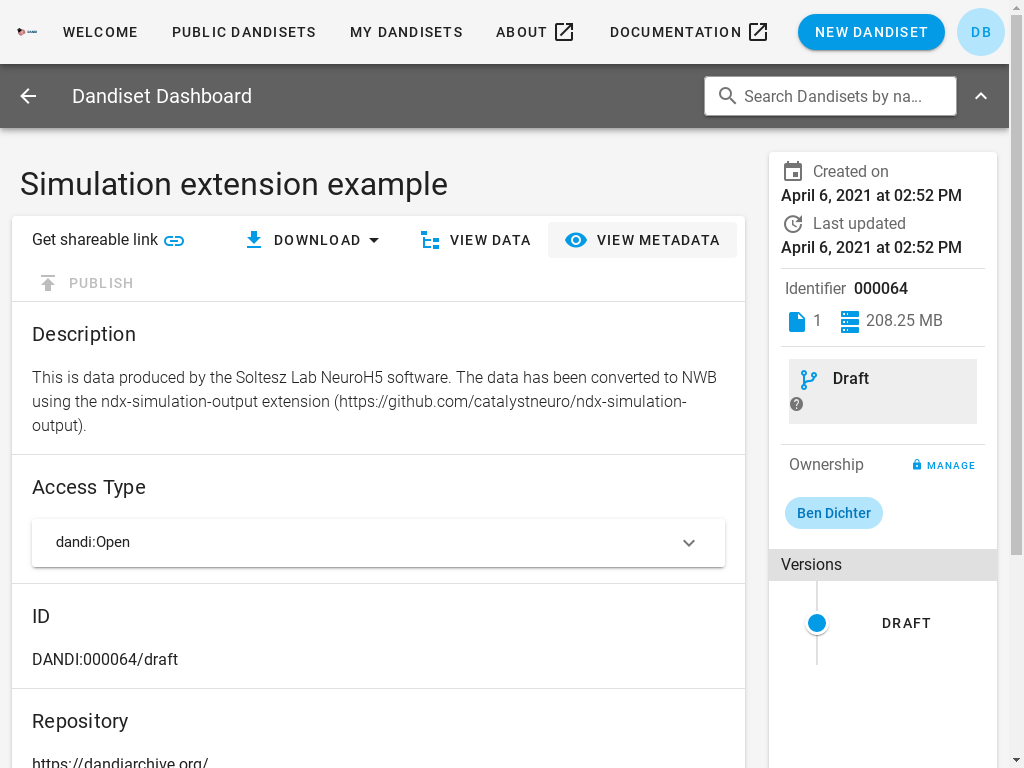 WELCOME
PUBLIC DANDISETS
MY DANDISETS
ABOUT
DOCUMENTATION
NEW DANDISET
DB
Dandiset Dashboard
Search Dandisets by na...
Simulation extension example
Get shareable link
DOWNLOAD
VIEW DATA
VIEW METADATA
PUBLISH
Description
This is data produced by the Soltesz Lab NeuroH5 software. The data has been converted to NWB
using the ndx-simulation-output extension (https://github.com/catalystneuro/ndx-simulation-
output).
Access Type
dandi:Open
ID
DANDI:000064/draft
Repository
https://dandiarchive.org/
Created on
April 6, 2021 at 02:52 PM
Last updated
April 6, 2021 at 02:52 PM
Identifier 000064
1 208.25 MB
Draft
Ownership
MANAGE
Ben Dichter
Versions
DRAFT